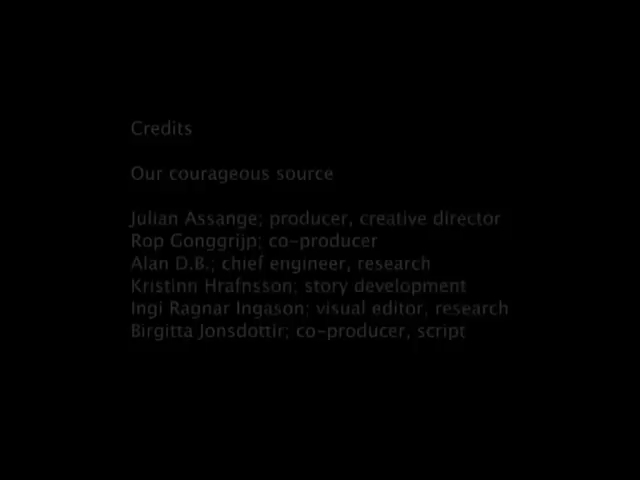 Credits
Our courageous source
Julian Assange; producer, creative director
Rop Gonggrijp; co-producer
Alan D.B.; chief engineer, research
Kristinn Hrafnsson; story development
Ingi Ragnar Ingason; visual editor, research
Birgitta Jonsdottir; co-producer, script